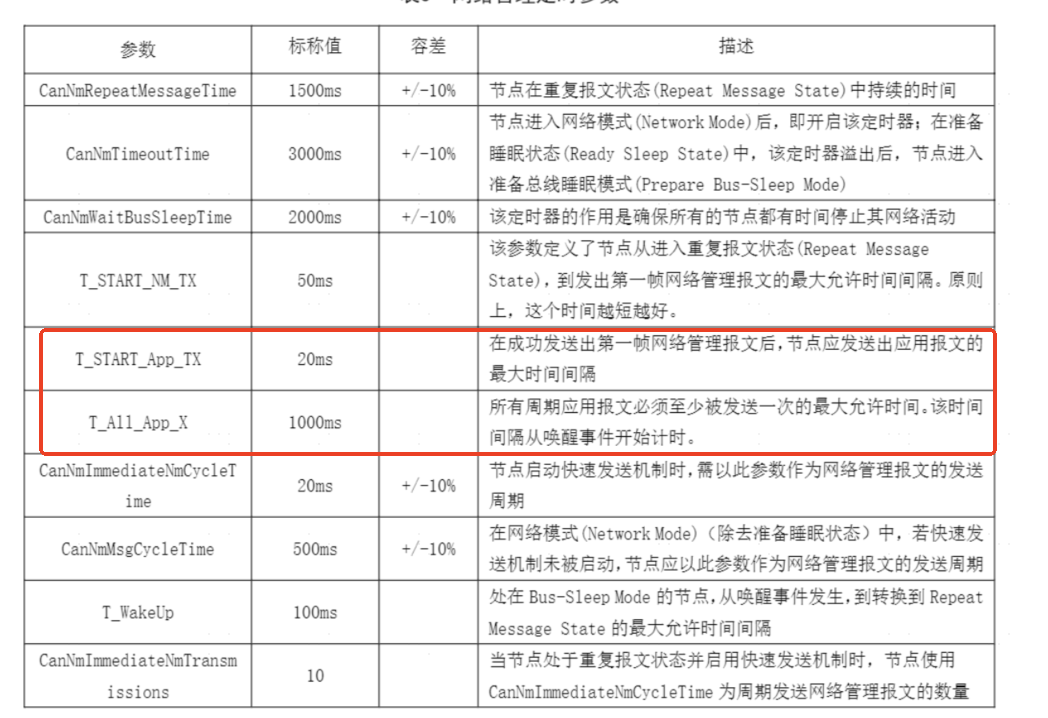 参数 标称值 容差 描述
CanNmRepeatMessageTime 1500ms +/-10% 节点在重复报文状态(Repeat Message State)中持续的时间
节点进入网络模式(Network Mode)后，即开启该定时器；在准备
CanNmTimeoutTime 3000ms +/-10% 睡眠状态(Ready Sleep State)中，该定时器溢出后，节点进入
准备总线睡眠模式(Prepare Bus-Sleep Mode)
CanNmWaitBusSleepTime 2000ms +/-10% 该定时器的作用是确保所有的节点都有时间停止其网络活动
该参数定义了节点从进入重复报文状态(Repeat Message
T_START_NM_TX 50ms State)，到发出第一帧网络管理报文的最大允许时间间隔。原则
上，这个时间越短越好。
T_START_App_TX 20ms 在成功发送出第一帧网络管理报文后，节点应发送出应用报文的
最大时间间隔
T_All_App_X 1000ms 所有周期应用报文必须至少被发送一次的最大允许时间。该时间
间隔从唤醒事件开始计时。
CanNmImmediateNmCycleT
ime 20ms +/-10% 节点启动快速发送机制时，需以此参数作为网络管理报文的发送
周期
CanNmMsgCycleTime 500ms +/-10% 在网络模式(Network Mode)（除去准备睡眠状态）中，若快速发
送机制未被启动，节点应以此参数作为网络管理报文的发送周期
T_WakeUp 100ms 处在 Bus-Sleep Mode 的节点，从唤醒事件发生，到转换到 Repeat
Message State 的最大允许时间间隔
CanNmImmediateNmTransm
issions 10 当节点处于重复报文状态并启用快速发送机制时，节点使用
CanNmImmediateNmCycleTime 为周期发送网络管理报文的数量